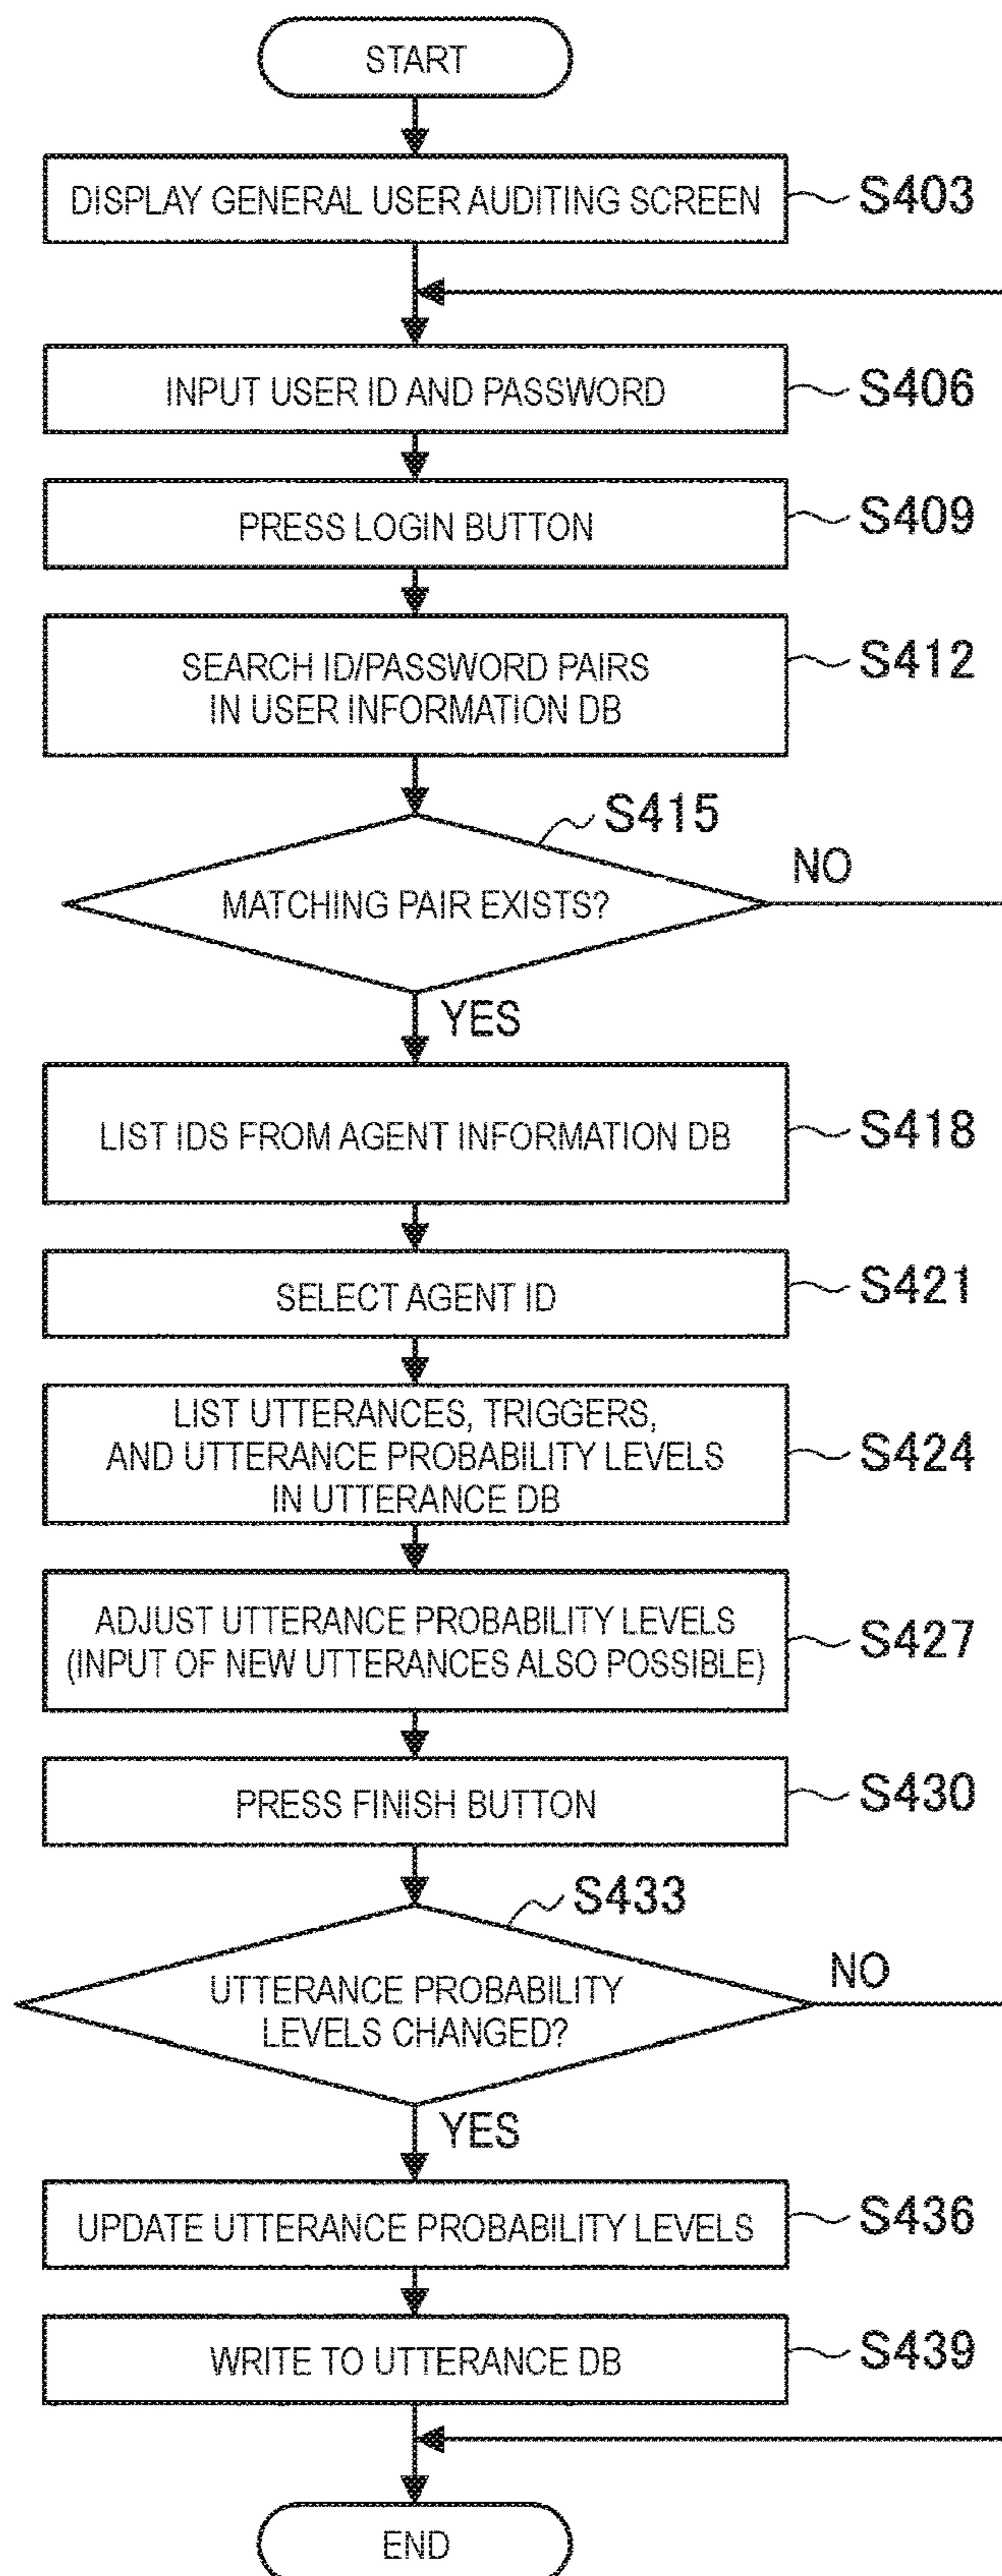 START
DISPLAY GENERAL USER AUDITING SCREEN
S403
INPUT USER ID AND PASSWORD
S406
PRESS LOGIN BUTTON
S409
SEARCH ID/PASSWORD PAIRS
IN USER INFORMATION DB
S412
S415
MATCHING PAIR EXISTS?
NO
YES
LIST IDS FROM AGENT INFORMATION DB
S418
SELECT AGENT ID
S421
LIST UTTERANCES, TRIGGERS,
AND UTTERANCE PROBABILITY LEVELS
IN UTTERANCE DB
S424
ADJUST UTTERANCE PROBABILITY LEVELS
(INPUT OF NEW UTTERANCES ALSO POSSIBLE)
S427
PRESS FINISH BUTTON
S430
S433
UTTERANCE PROBABILITY
LEVELS CHANGED?
NO
YES
UPDATE UTTERANCE PROBABILITY LEVELS
S436
WRITE TO UTTERANCE DB
S439
END